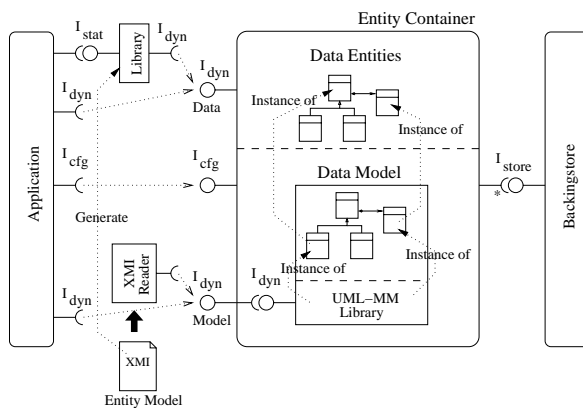 Entity Container
I stat
Library
I dyn
Data Entities
I dyn
I dyn
Instance of
Instance of
Data
Application
I cfg
I cfg
Data Model
I store
*
Backingstore
Generate
XMI Reader
I dyn
I dyn
Instance of
Instance of
I dyn
Model
UML-MM
Library
XMI
Entity Model